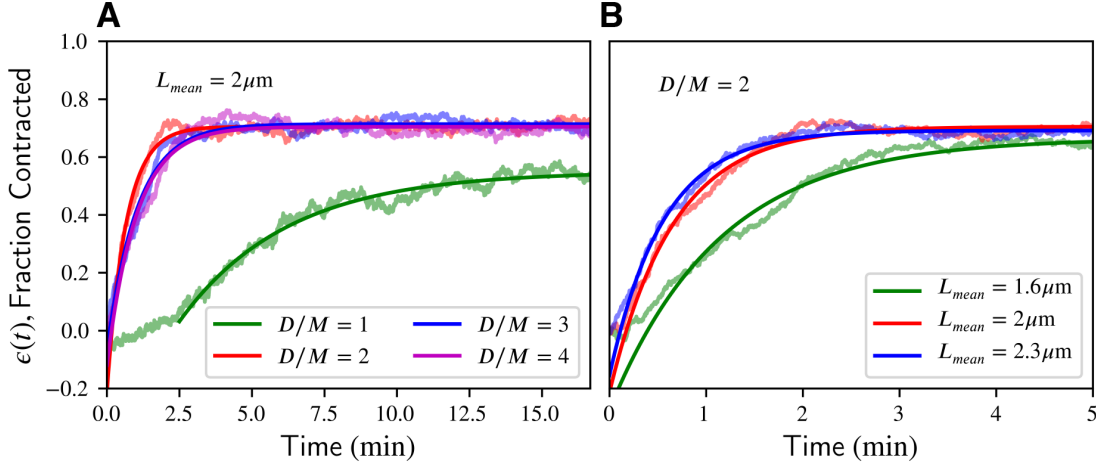 A
B
ϵ(t), Fraction Contracted
1.0
0.8
0.6
0.4
0.2
0.0
−0.2
L_mean = 2μm
D/M = 1
D/M = 2
D/M = 3
D/M = 4
0.0 2.5 5.0 7.5 10.0 12.5 15.0
Time (min)
D/M = 2
L_mean = 1.6μm
L_mean = 2μm
L_mean = 2.3μm
0 1 2 3 4 5
Time (min)